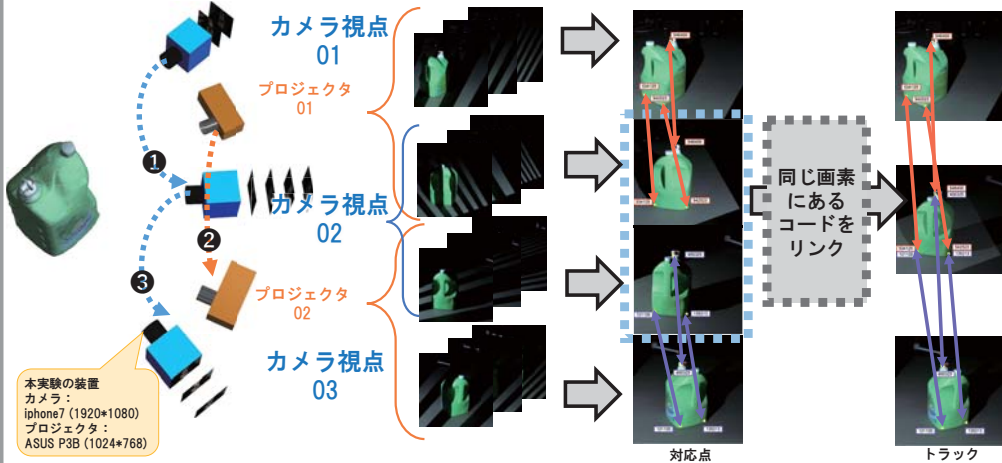 カメラ視点
01
プロジェクタ
01
❶
カメラ視点
02
❷
プロジェクタ
02
❸
カメラ視点
03
本実験の装置
カメラ：
iphone7 (1920*1080)
プロジェクタ：
ASUS P3B (1024*768)
同じ画素
にある
コードを
リンク
対応点
トラック